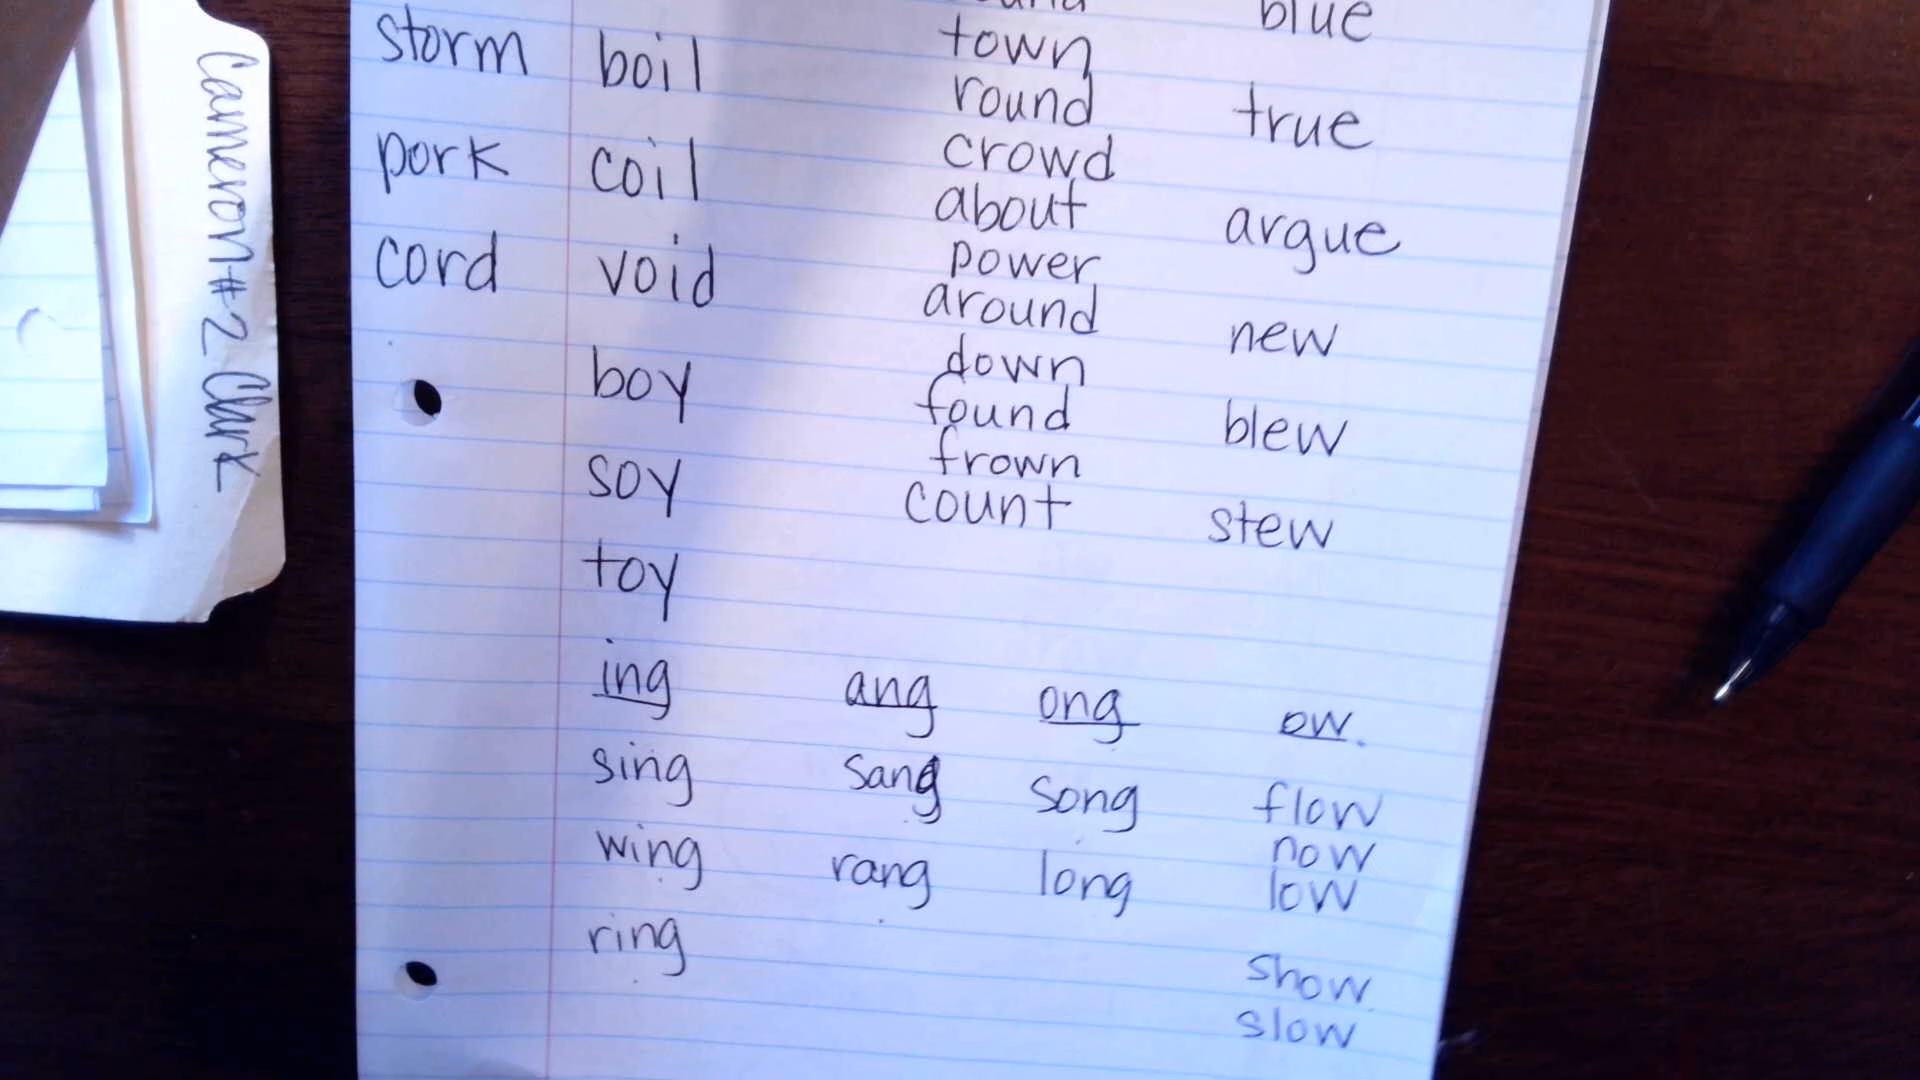 blue
storm boil town
round true
pork coil crowd
about argue
cord void power
around new
boy down
found blew
soy frown
count stew
toy
ing ang ong ow.
sing sang song flow
wing rang long now
low
ring
show
slow
Cameron #2 Clark